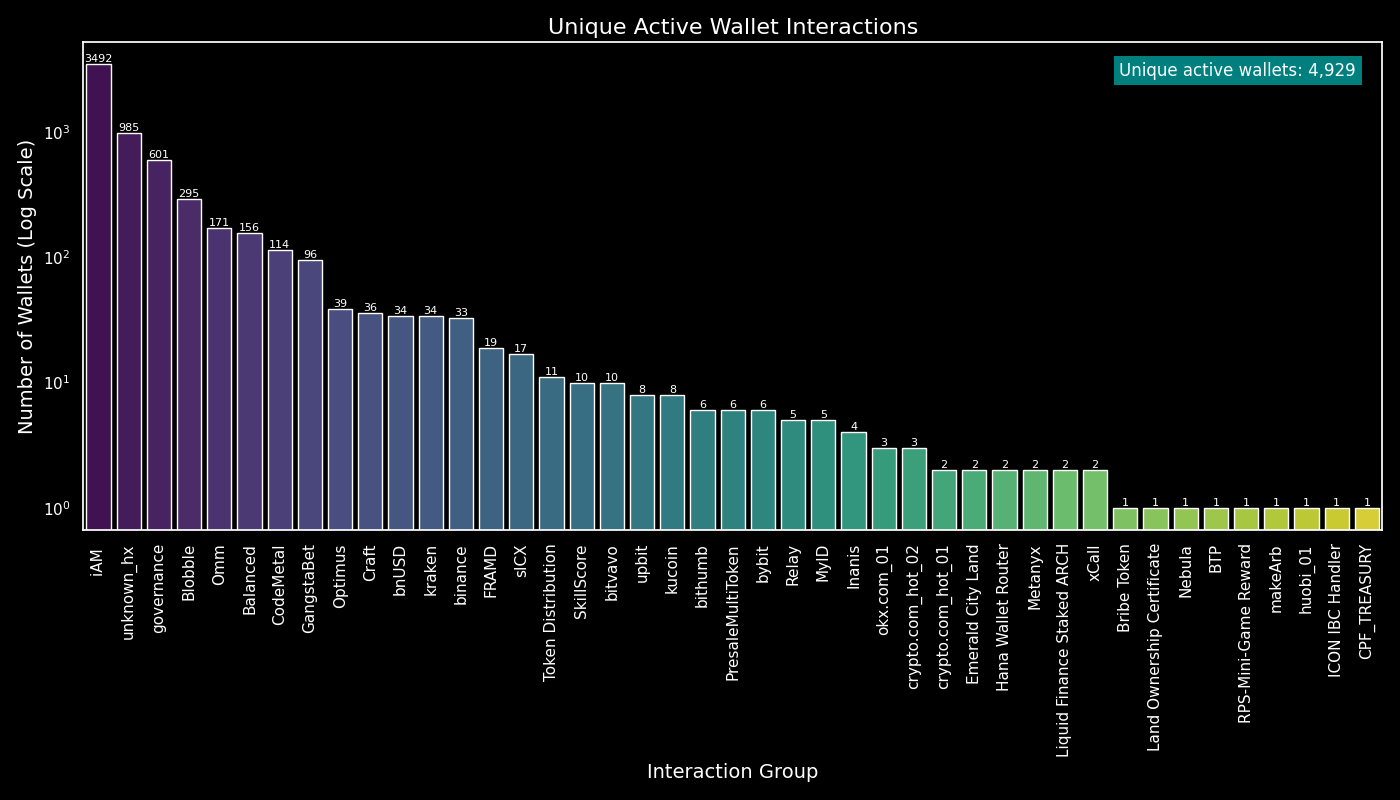 Unique Active Wallet Interactions
Unique active wallets: 4,929
Number of Wallets (Log Scale)
10³
10²
10¹
10⁰
3492
985
601
295
171
156
114
96
39
36
34
34
33
19
17
11
10
10
8
8
6
6
6
5
5
4
3
3
2
2
2
2
2
2
1
1
1
1
1
1
1
1
1
iAM
unknown_hx
governance
Blobble
Omm
Balanced
CodeMetal
GangstaBet
Optimus
Craft
bnUSD
kraken
binance
FRAMD
sICX
Token Distribution
SkillScore
bitvavo
upbit
kucoin
bithumb
PresaleMultiToken
bybit
Relay
MyID
Inanis
okx.com_01
crypto.com_hot_02
crypto.com_hot_01
Emerald City Land
Hana Wallet Router
Metanyx
Liquid Finance Staked ARCH
xCall
Bribe Token
Land Ownership Certificate
Nebula
BTP
RPS-Mini-Game Reward
makeArb
huobi_01
ICON IBC Handler
CPF_TREASURY
Interaction Group